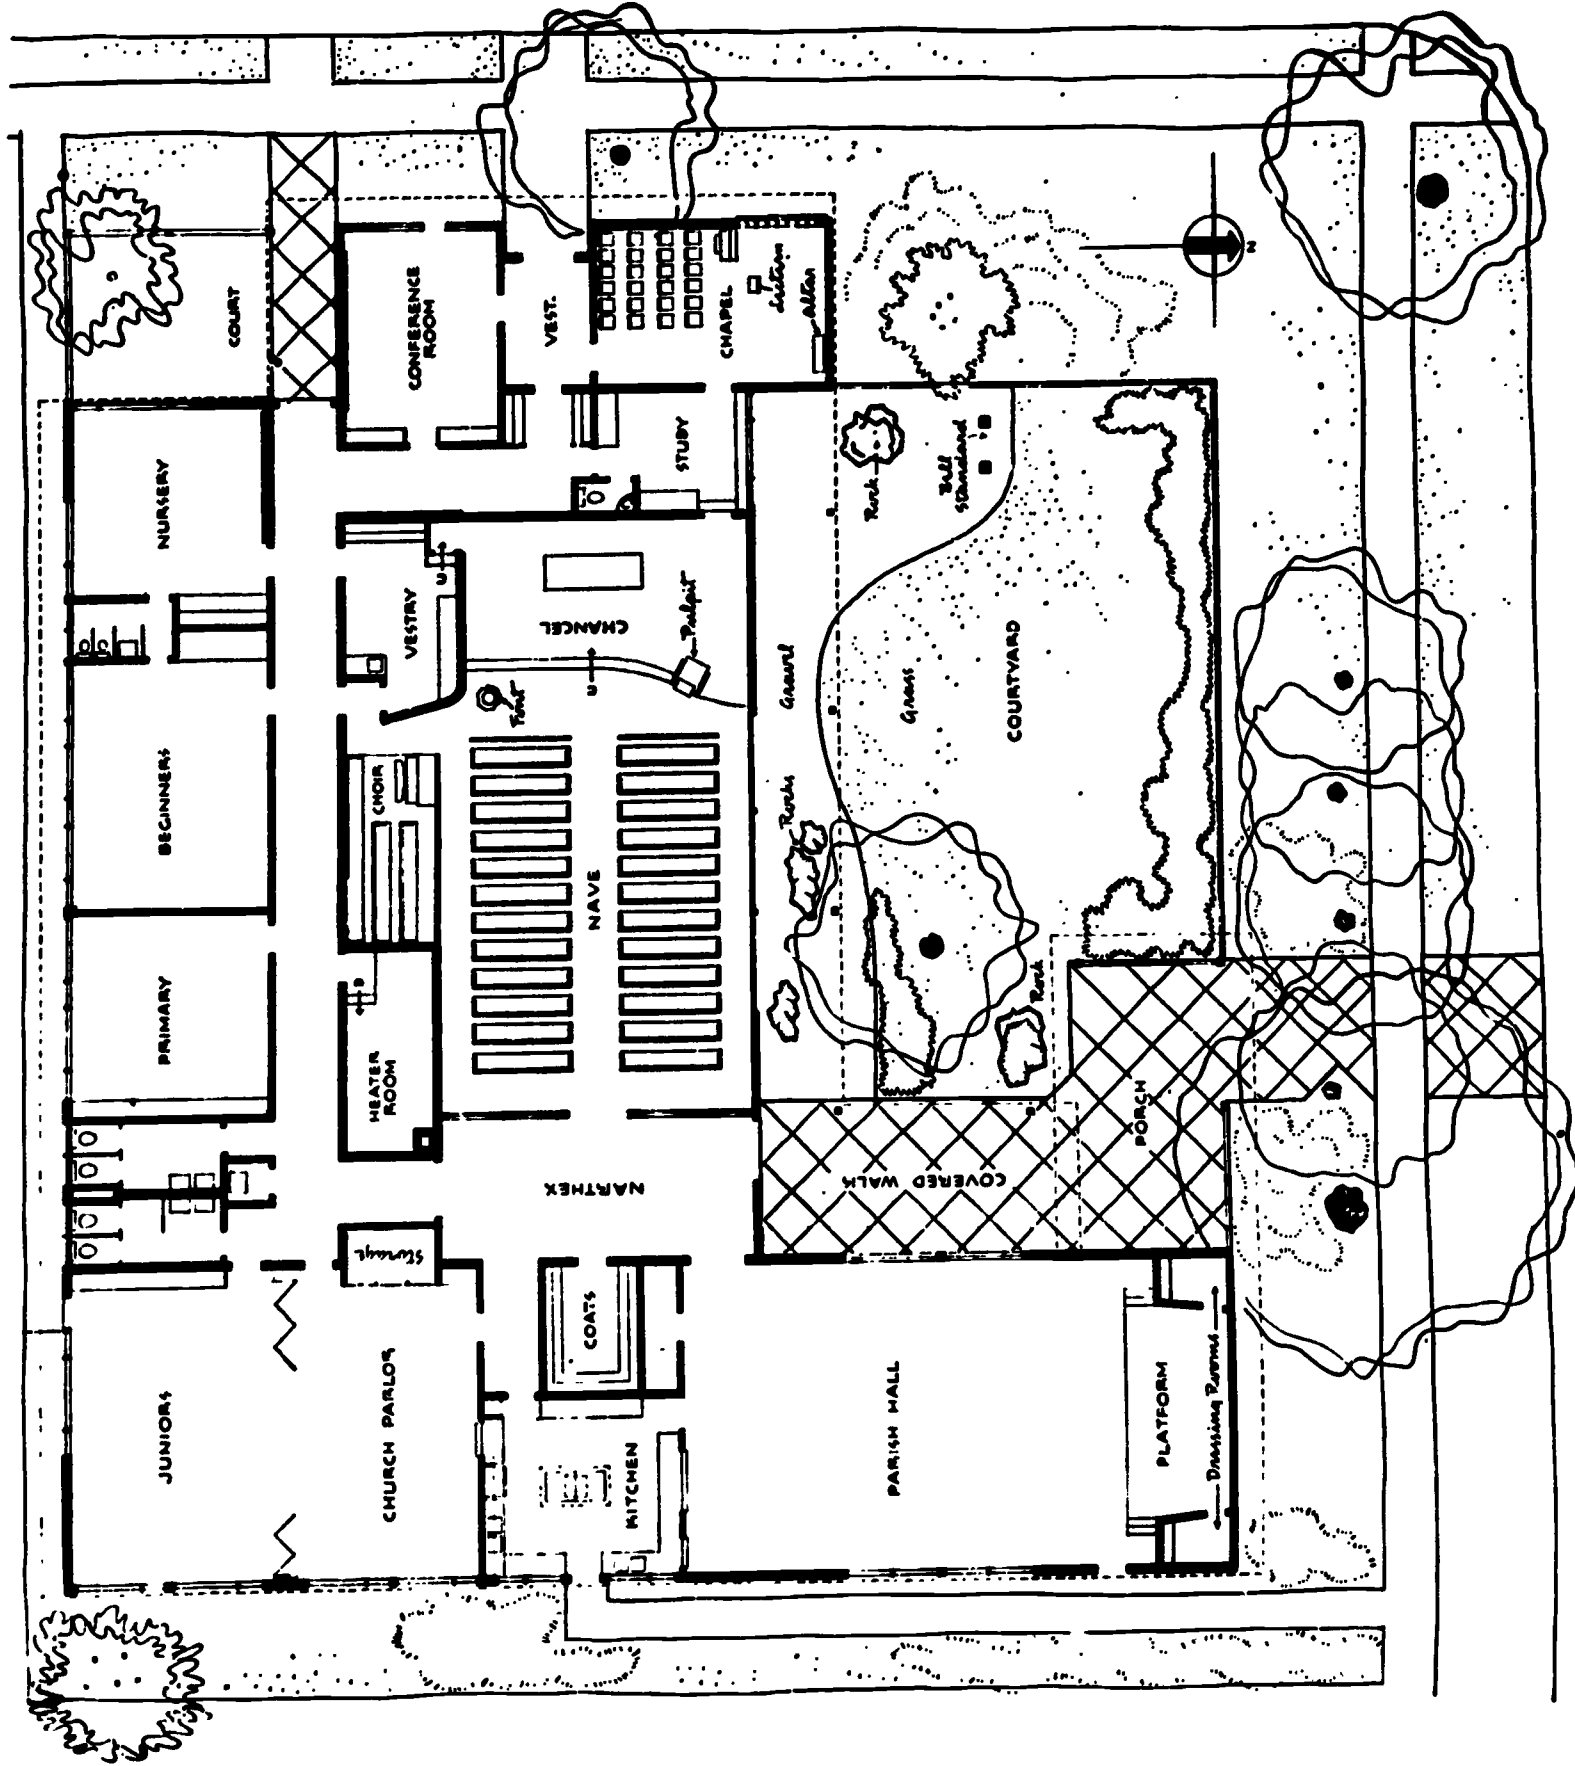 COURT
CONFERENCE
ROOM
VEST.
CHAPEL
Lectern
Altar
N
NURSERY
STUDY
Rock
Bell
Standard
VESTRY
U
CHANCEL
Pulpit
U
Font
Gravel
Grass
COURTYARD
BEGINNERS
CHOIR
NAVE
Rocks
PRIMARY
D
HEATER
ROOM
Rock
NARTHEX
COVERED WALK
PORCH
Storage
JUNIORS
CHURCH PARLOR
COATS
KITCHEN
PARISH HALL
PLATFORM
Dressing Rooms